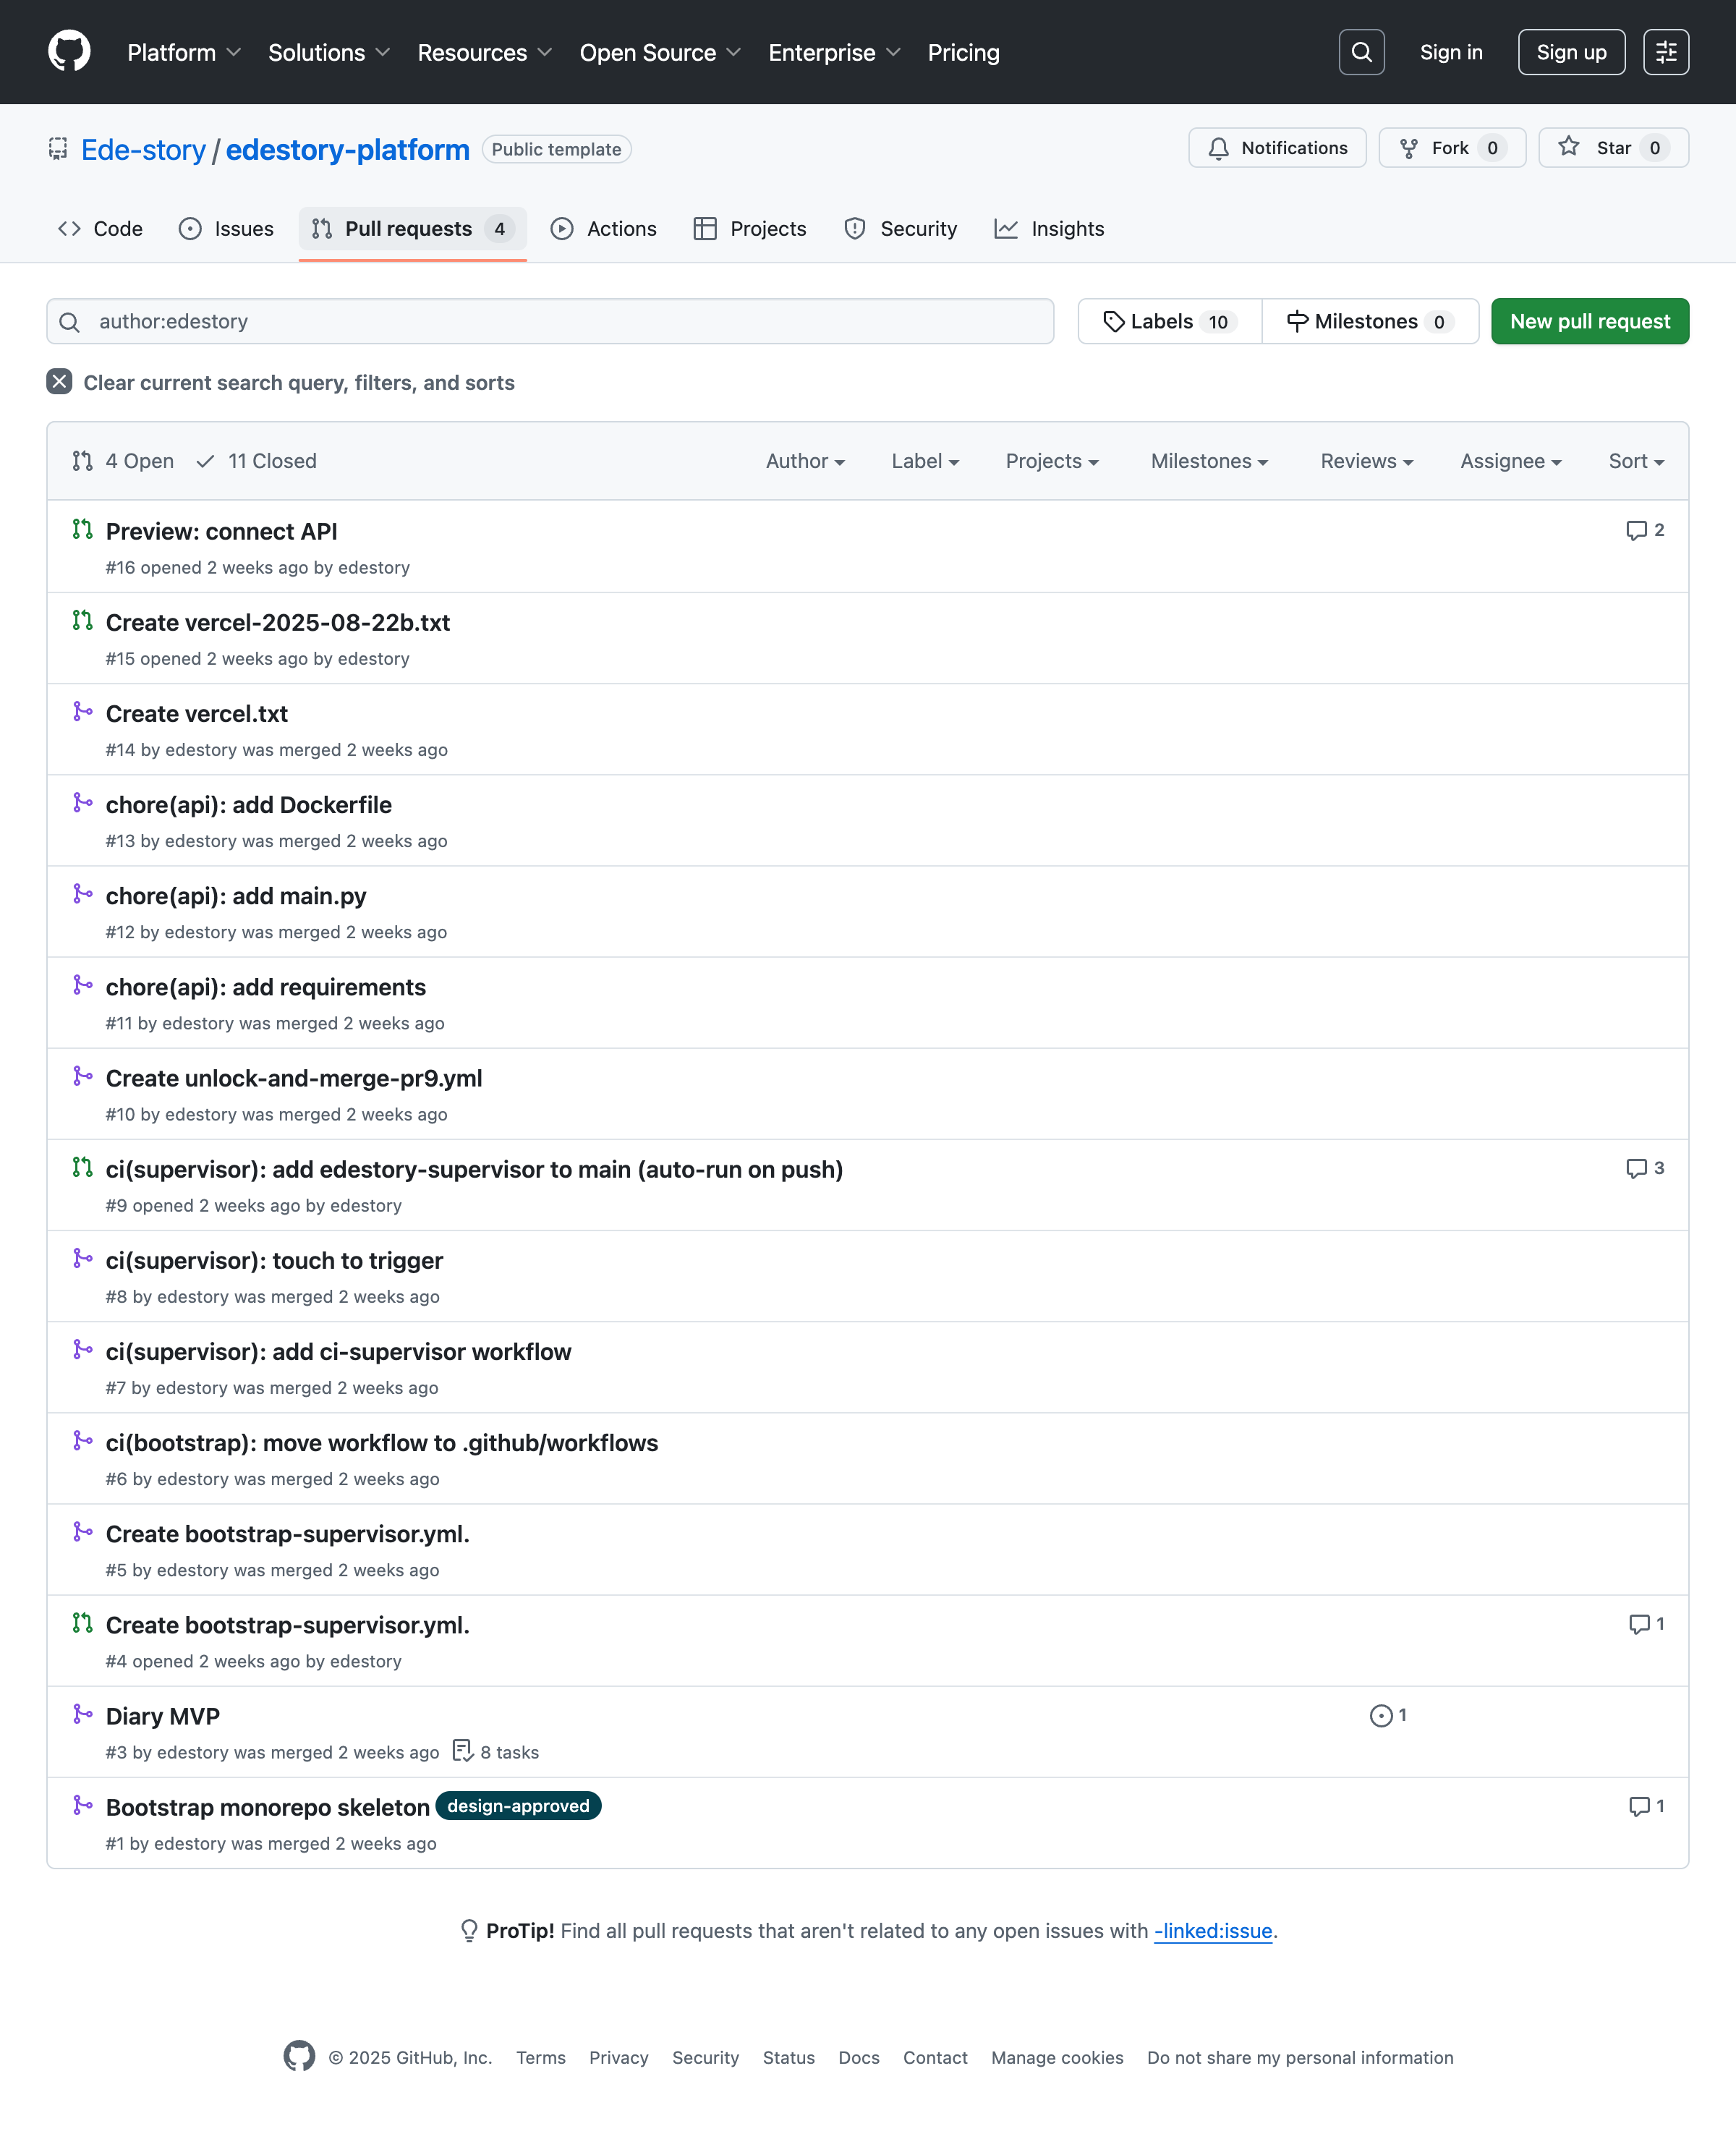 Platform Solutions Resources Open Source Enterprise Pricing Sign in Sign up
Ede-story / edestory-platform Public template Notifications Fork 0 Star 0
Code Issues Pull requests 4 Actions Projects Security Insights
author:edestory Labels 10 Milestones 0 New pull request
Clear current search query, filters, and sorts
4 Open 11 Closed Author Label Projects Milestones Reviews Assignee Sort
Preview: connect API 2
#16 opened 2 weeks ago by edestory
Create vercel-2025-08-22b.txt
#15 opened 2 weeks ago by edestory
Create vercel.txt
#14 by edestory was merged 2 weeks ago
chore(api): add Dockerfile
#13 by edestory was merged 2 weeks ago
chore(api): add main.py
#12 by edestory was merged 2 weeks ago
chore(api): add requirements
#11 by edestory was merged 2 weeks ago
Create unlock-and-merge-pr9.yml
#10 by edestory was merged 2 weeks ago
ci(supervisor): add edestory-supervisor to main (auto-run on push) 3
#9 opened 2 weeks ago by edestory
ci(supervisor): touch to trigger
#8 by edestory was merged 2 weeks ago
ci(supervisor): add ci-supervisor workflow
#7 by edestory was merged 2 weeks ago
ci(bootstrap): move workflow to .github/workflows
#6 by edestory was merged 2 weeks ago
Create bootstrap-supervisor.yml.
#5 by edestory was merged 2 weeks ago
Create bootstrap-supervisor.yml. 1
#4 opened 2 weeks ago by edestory
Diary MVP 1
#3 by edestory was merged 2 weeks ago 8 tasks
Bootstrap monorepo skeleton design-approved 1
#1 by edestory was merged 2 weeks ago
ProTip! Find all pull requests that aren't related to any open issues with -linked:issue.
© 2025 GitHub, Inc. Terms Privacy Security Status Docs Contact Manage cookies Do not share my personal information